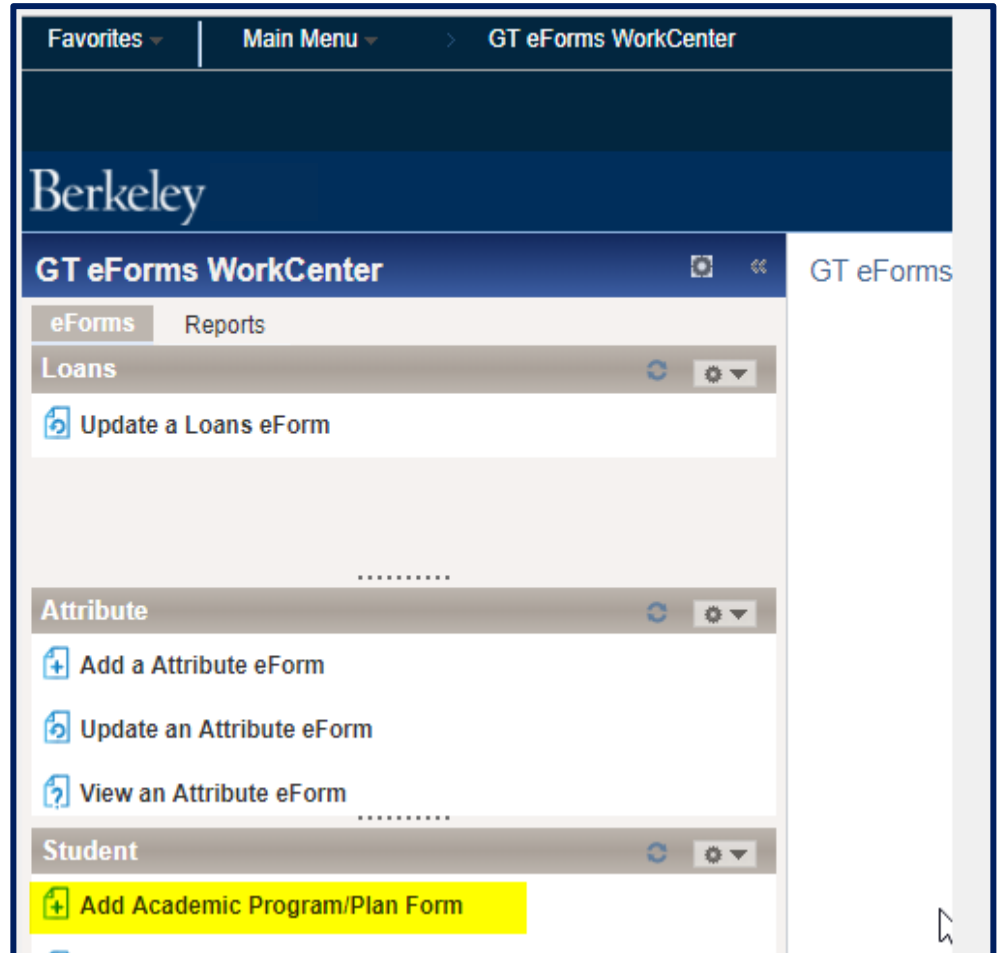 Favorites Main Menu > GT eForms WorkCenter
Berkeley
GT eForms WorkCenter «
GT eForms
eForms Reports
Loans
Update a Loans eForm
Attribute
Add a Attribute eForm
Update an Attribute eForm
View an Attribute eForm
Student
Add Academic Program/Plan Form